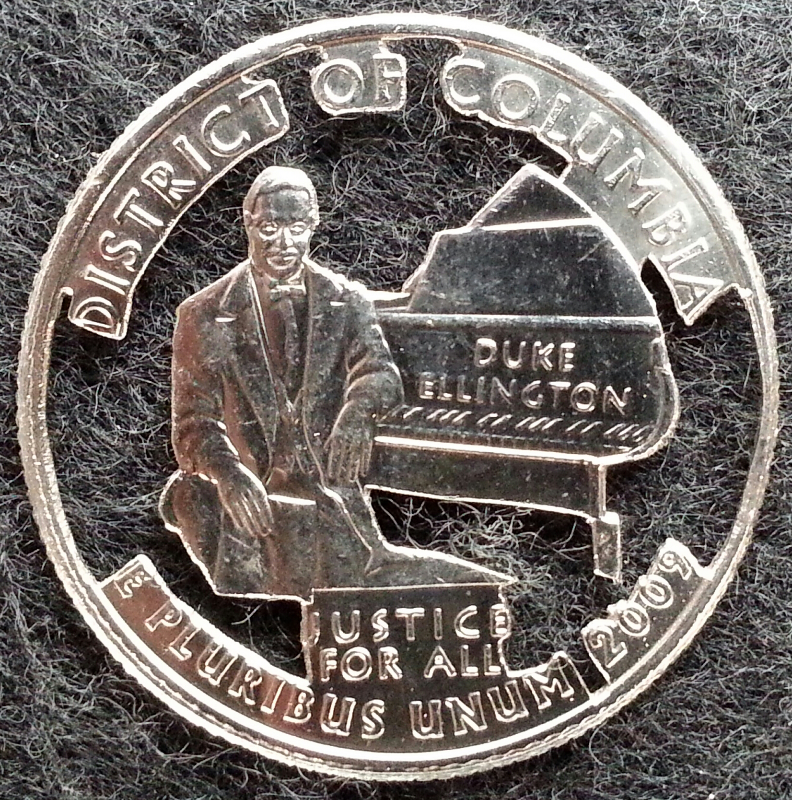 DISTRICT OF COLUMBIA
DUKE
ELLINGTON
JUSTICE
FOR ALL
E PLURIBUS UNUM 2009